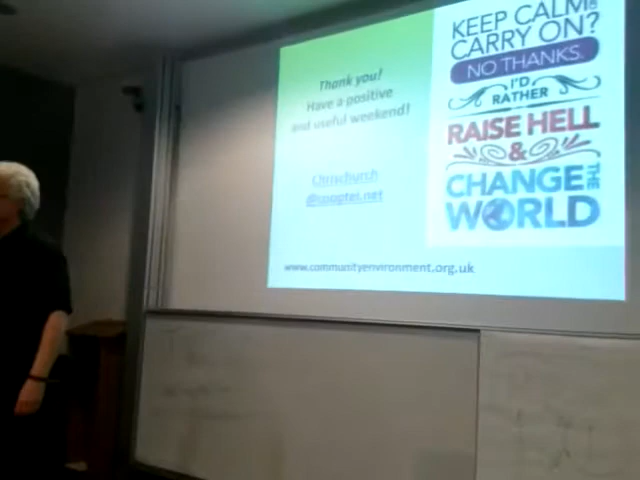 Thank you!
Have a positive
and useful weekend!
Chrischurch
www.communityenvironment.org.uk
KEEP CALM &
CARRY ON?
NO THANKS.
I'D
RATHER
RAISE HELL
&
CHANGE THE
WORLD